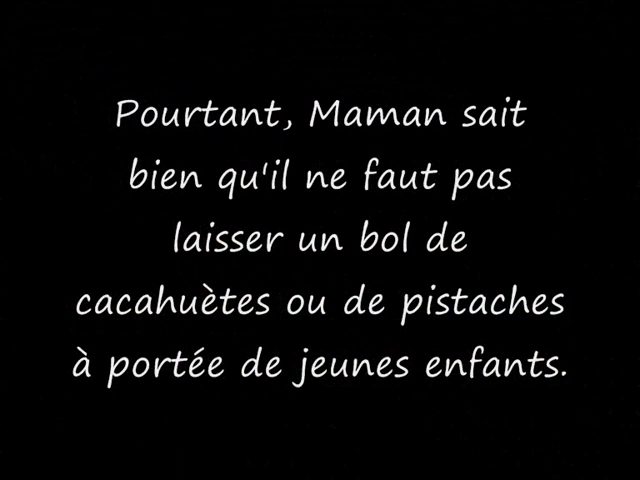 Pourtant, Maman sait
bien qu'il ne faut pas
laisser un bol de
cacahuètes ou de pistaches
à portée de jeunes enfants.